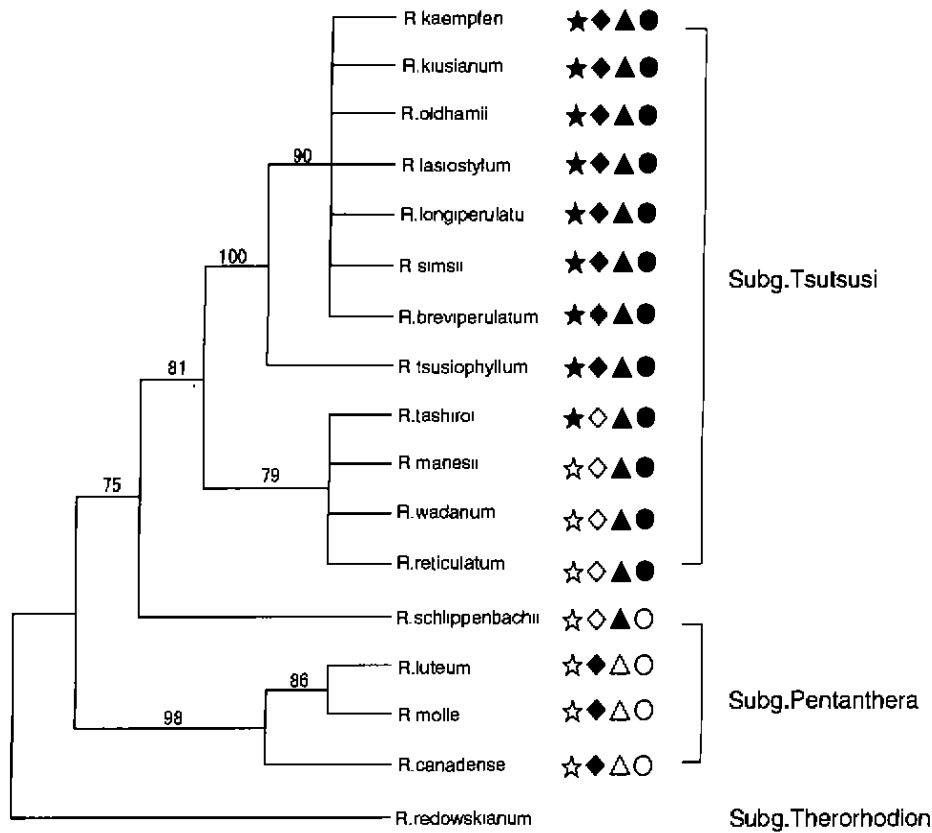 R kaempfen
R.kiusianum
R.oldhamii
90
R lasiostylum
R.longiperulatu
100
R simsii
Subg.Tsutsusi
R.breviperulatum
81
R tsusiophyllum
R.tashiroi
79
R manesii
75
R.wadanum
R.reticulatum
R.schlippenbachii
R.luteum
86
Subg.Pentanthera
98
R molle
R.canadense
R.redowskianum
Subg.Therorhodion